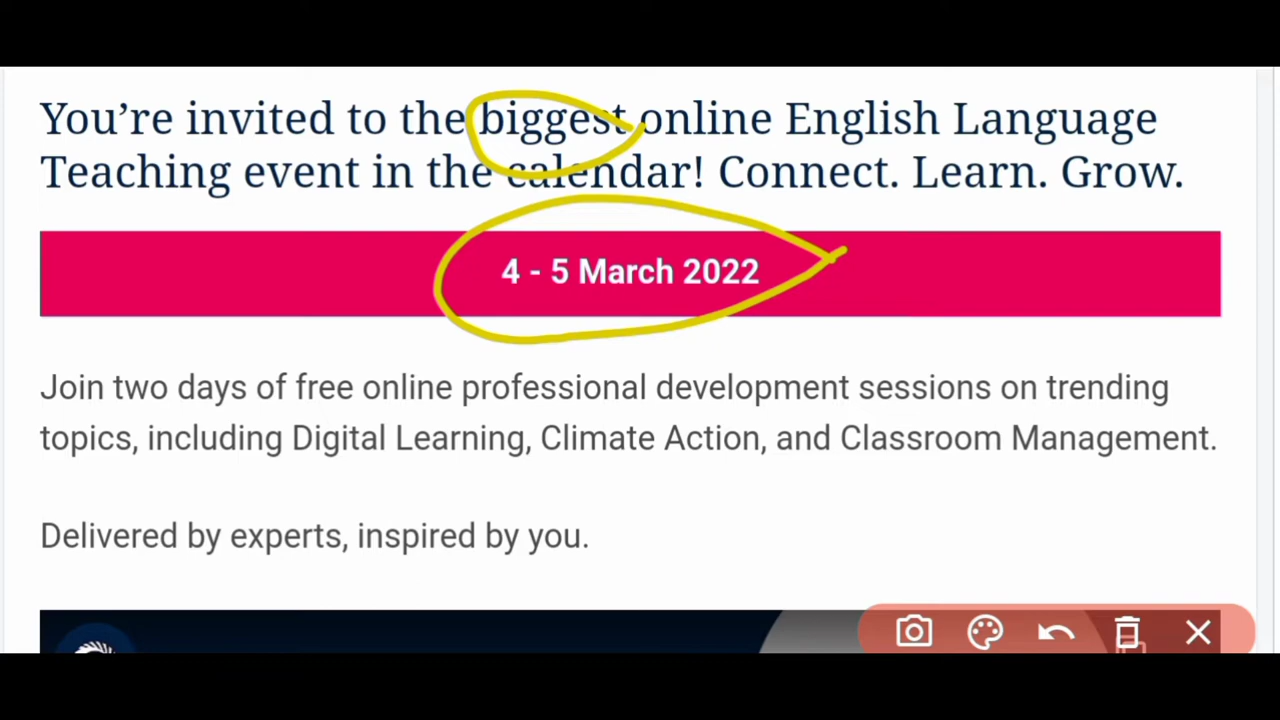 You’re invited to the biggest online English Language
Teaching event in the calendar! Connect. Learn. Grow.
4 - 5 March 2022
Join two days of free online professional development sessions on trending
topics, including Digital Learning, Climate Action, and Classroom Management.
Delivered by experts, inspired by you.